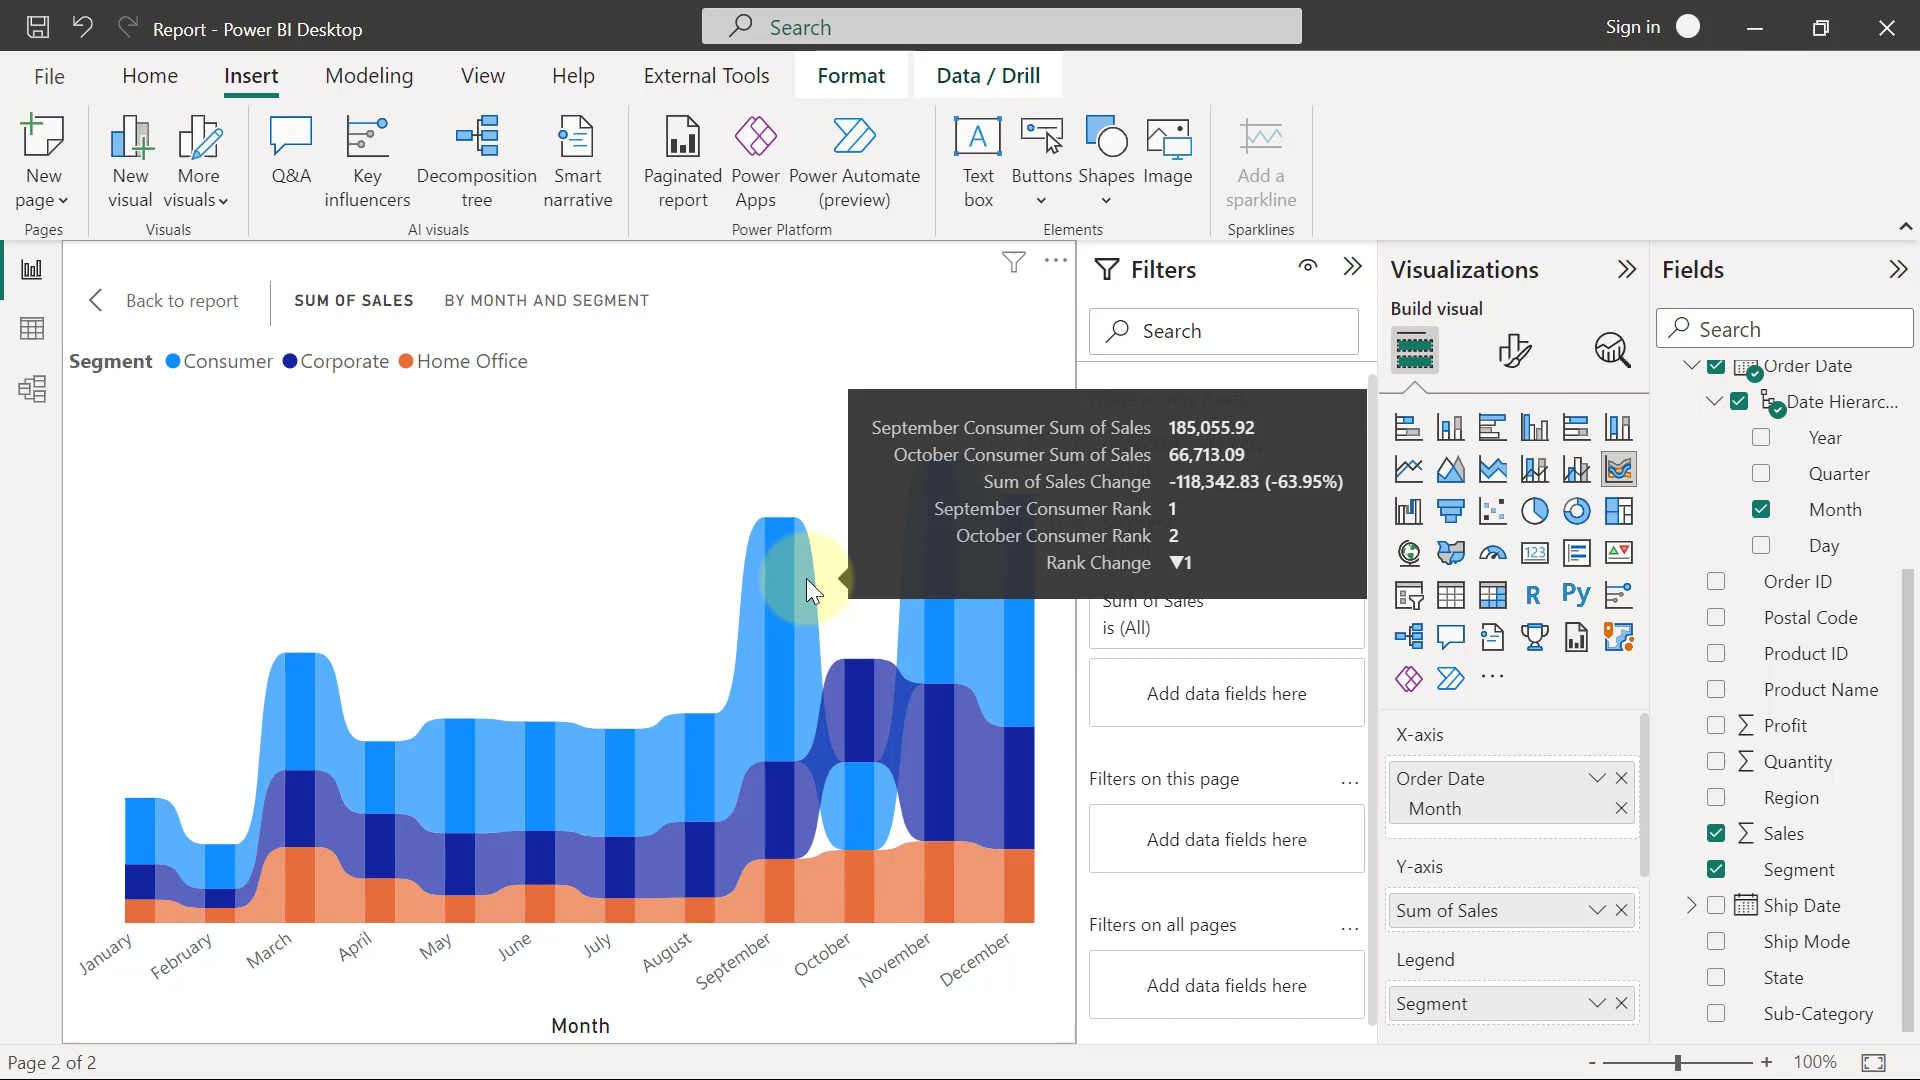 Report - Power BI Desktop
Search
Sign in
File
Home
Insert
Modeling
View
Help
External Tools
Format
Data / Drill
New page
New visual
More visuals
Q&A
Key influencers
Decomposition tree
Smart narrative
Paginated report
Power Apps
Power Automate (preview)
Text box
Buttons
Shapes
Image
Add a sparkline
Pages
Visuals
AI visuals
Power Platform
Elements
Sparklines
Back to report
SUM OF SALES
BY MONTH AND SEGMENT
Segment
Consumer
Corporate
Home Office
September Consumer Sum of Sales 185,055.92
October Consumer Sum of Sales 66,713.09
Sum of Sales Change -118,342.83 (-63.95%)
September Consumer Rank 1
October Consumer Rank 2
Rank Change ▼1
January
February
March
April
May
June
July
August
September
October
November
December
Month
Filters
Search
Sum of Sales
is (All)
Add data fields here
Filters on this page
...
Add data fields here
Filters on all pages
...
Add data fields here
Visualizations
Build visual
123
R
Py
...
X-axis
Order Date
Month
Y-axis
Sum of Sales
Legend
Segment
Fields
Search
Order Date
Date Hierarc...
Year
Quarter
Month
Day
Order ID
Postal Code
Product ID
Product Name
Profit
Quantity
Region
Sales
Segment
Ship Date
Ship Mode
State
Sub-Category
Page 2 of 2
- + 100%